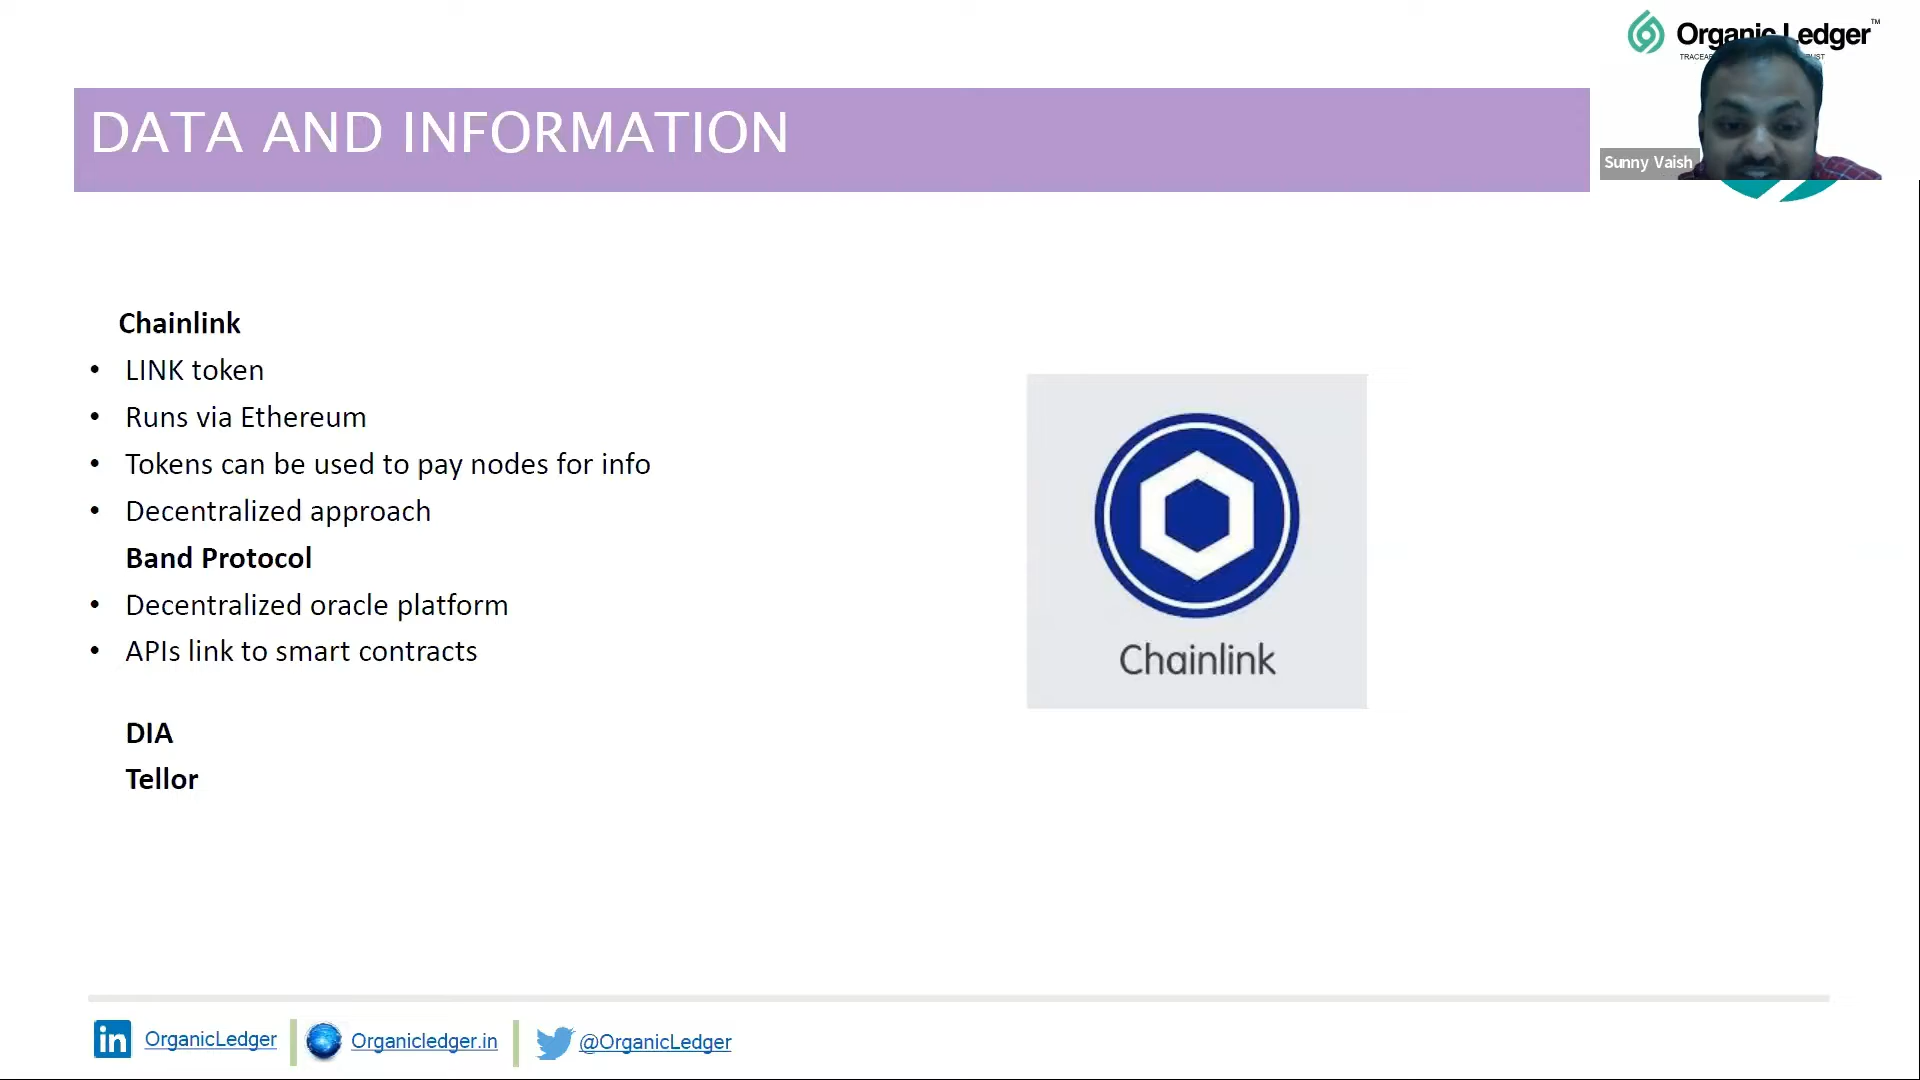 Organic Ledger™
DATA AND INFORMATION
Sunny Vaish
Chainlink
• LINK token
• Runs via Ethereum
• Tokens can be used to pay nodes for info
• Decentralized approach
Band Protocol
• Decentralized oracle platform
• APIs link to smart contracts
DIA
Tellor
Chainlink
in OrganicLedger
Organicledger.in
@OrganicLedger